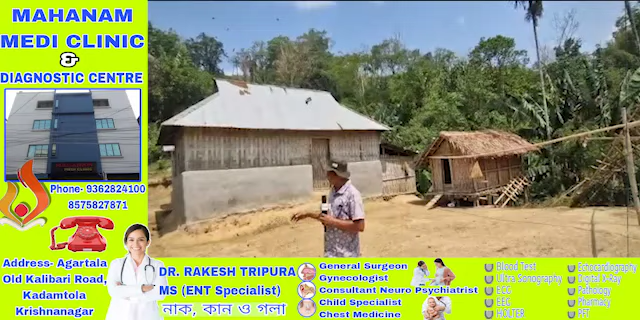 MAHANAM
MEDI CLINIC
&
DIAGNOSTIC CENTRE
Phone- 9362824100
8575827871
Address- Agartala
Old Kalibari Road,
Kadamtola
Krishnanagar
DR. RAKESH TRIPURA
MS (ENT Specialist)
নাক, কান ও গলা
General Surgeon
Gynecologist
Consultant Neuro Psychiatrist
Child Specialist
Chest Medicine
Blood Test
Ultra Sonography
ECG
EEG
HOLTER
Echocardiography
Digital X-Ray
Pathology
Pharmacy
PFT